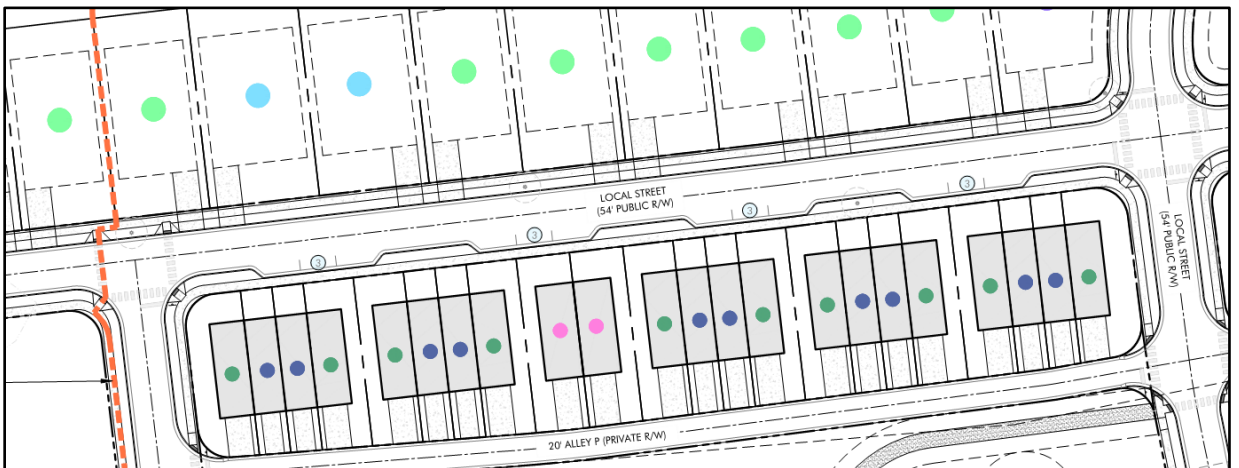 LOCAL STREET
(54' PUBLIC R/W)
3
3
3
3
LOCAL STREET
(54' PUBLIC R/W)
20' ALLEY P (PRIVATE R/W)